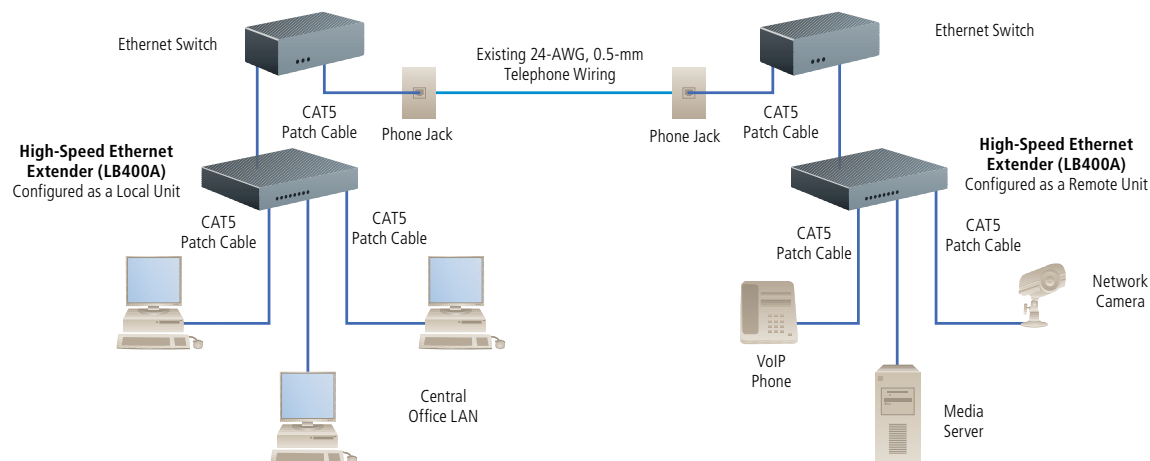 Ethernet Switch
Existing 24-AWG, 0.5-mm
Telephone Wiring
Ethernet Switch
CAT5
Patch Cable
Phone Jack
Phone Jack
CAT5
Patch Cable
High-Speed Ethernet
Extender (LB400A)
Configured as a Local Unit
High-Speed Ethernet
Extender (LB400A)
Configured as a Remote Unit
CAT5
Patch Cable
CAT5
Patch Cable
CAT5
Patch Cable
CAT5
Patch Cable
Network
Camera
VoIP
Phone
Central
Office LAN
Media
Server